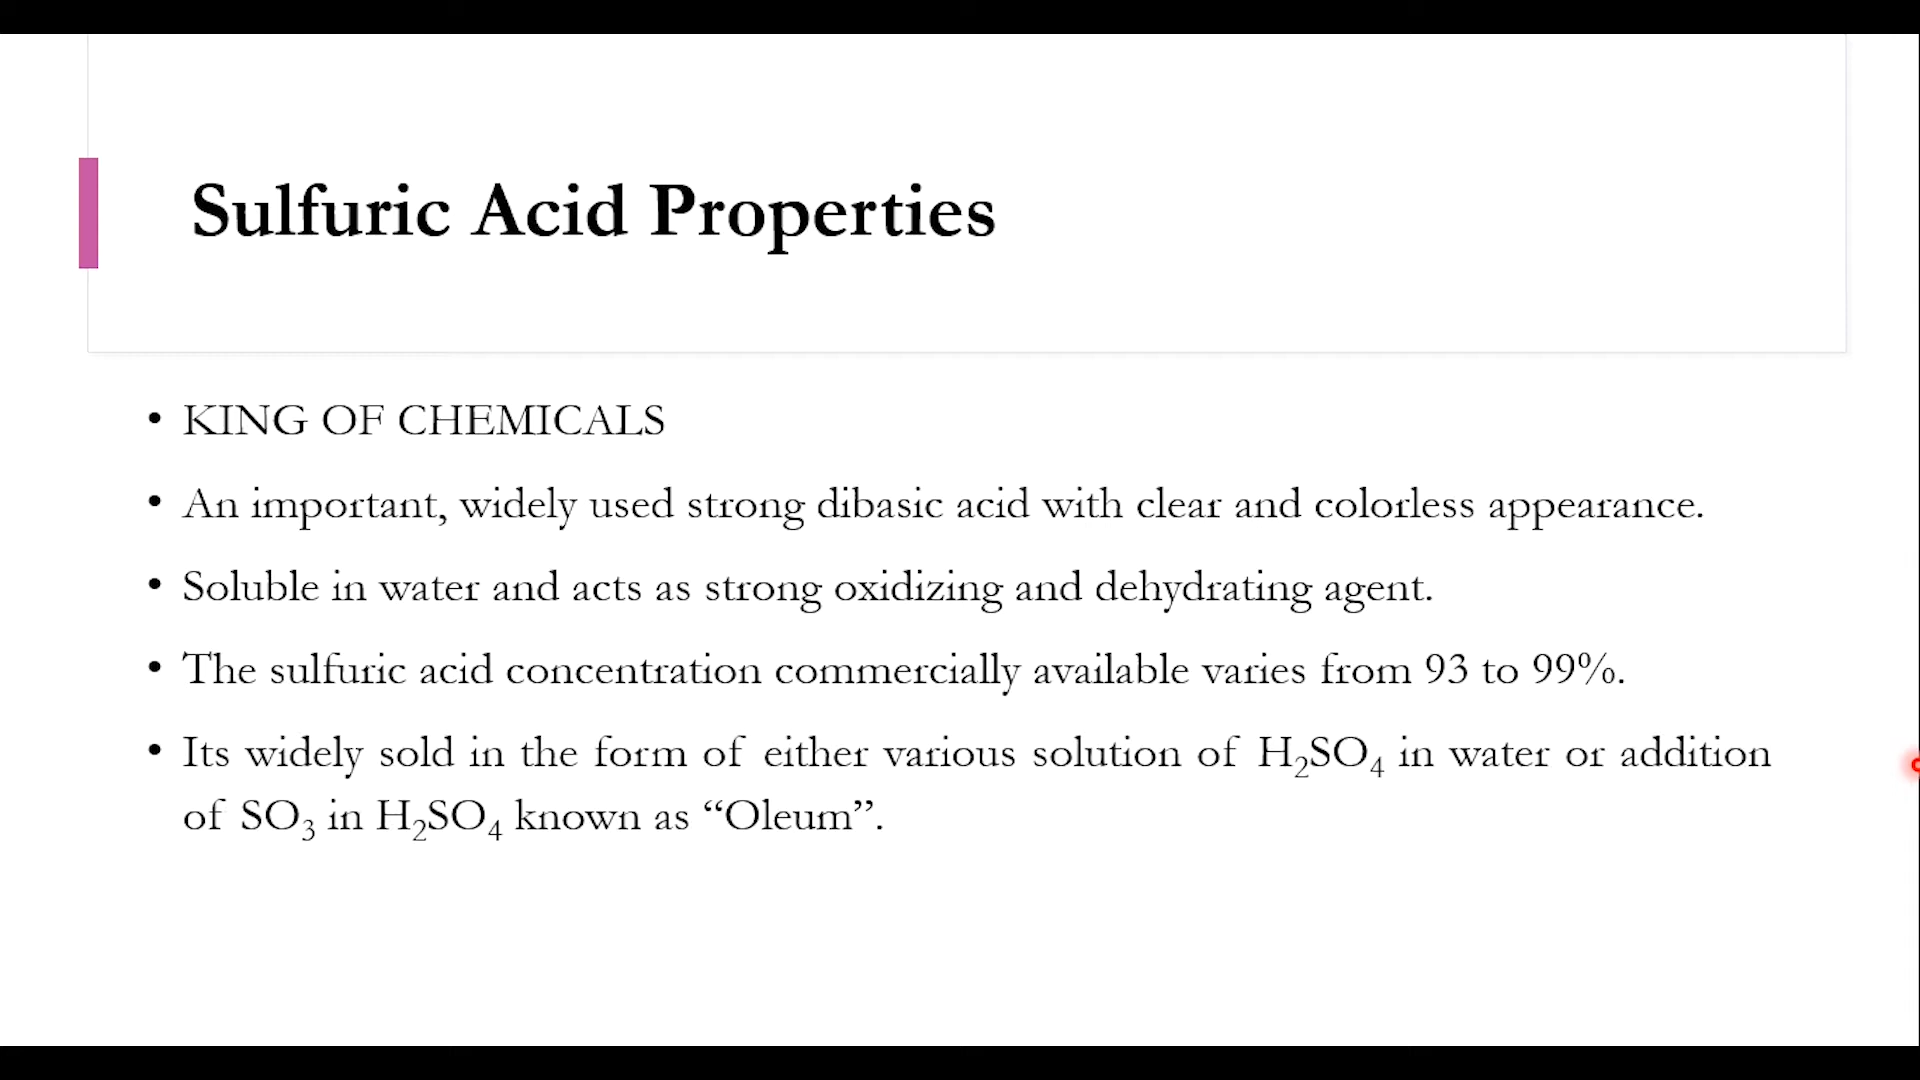 Sulfuric Acid Properties
• KING OF CHEMICALS
• An important, widely used strong dibasic acid with clear and colorless appearance.
• Soluble in water and acts as strong oxidizing and dehydrating agent.
• The sulfuric acid concentration commercially available varies from 93 to 99%.
• Its widely sold in the form of either various solution of H₂SO₄ in water or addition
of SO₃ in H₂SO₄ known as “Oleum”.